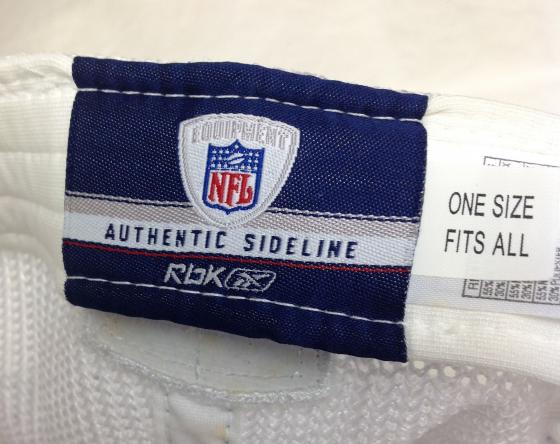 EQUIPMENT
NFL
AUTHENTIC SIDELINE
RbK
ONE SIZE
FITS ALL